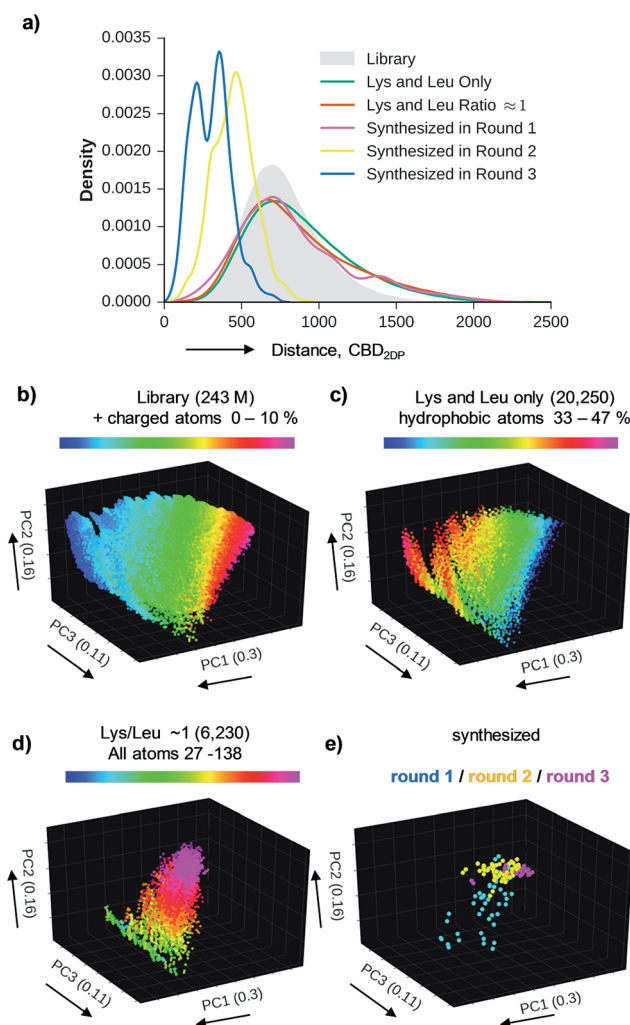 a)
0.0035
0.0030
0.0025
0.0020
0.0015
0.0010
0.0005
0.0000
Density
Library
Lys and Leu Only
Lys and Leu Ratio ≈1
Synthesized in Round 1
Synthesized in Round 2
Synthesized in Round 3
0 500 1000 1500 2000 2500
Distance, CBD2DP
b)
Library (243 M)
+ charged atoms 0 – 10 %
PC2 (0.16)
PC3 (0.11)
PC1 (0.3)
c)
Lys and Leu only (20,250)
hydrophobic atoms 33 – 47 %
PC2 (0.16)
PC3 (0.11)
PC1 (0.3)
d)
Lys/Leu ~1 (6,230)
All atoms 27 -138
PC2 (0.16)
PC3 (0.11)
PC1 (0.3)
e)
synthesized
round 1 / round 2 / round 3
PC2 (0.16)
PC3 (0.11)
PC1 (0.3)